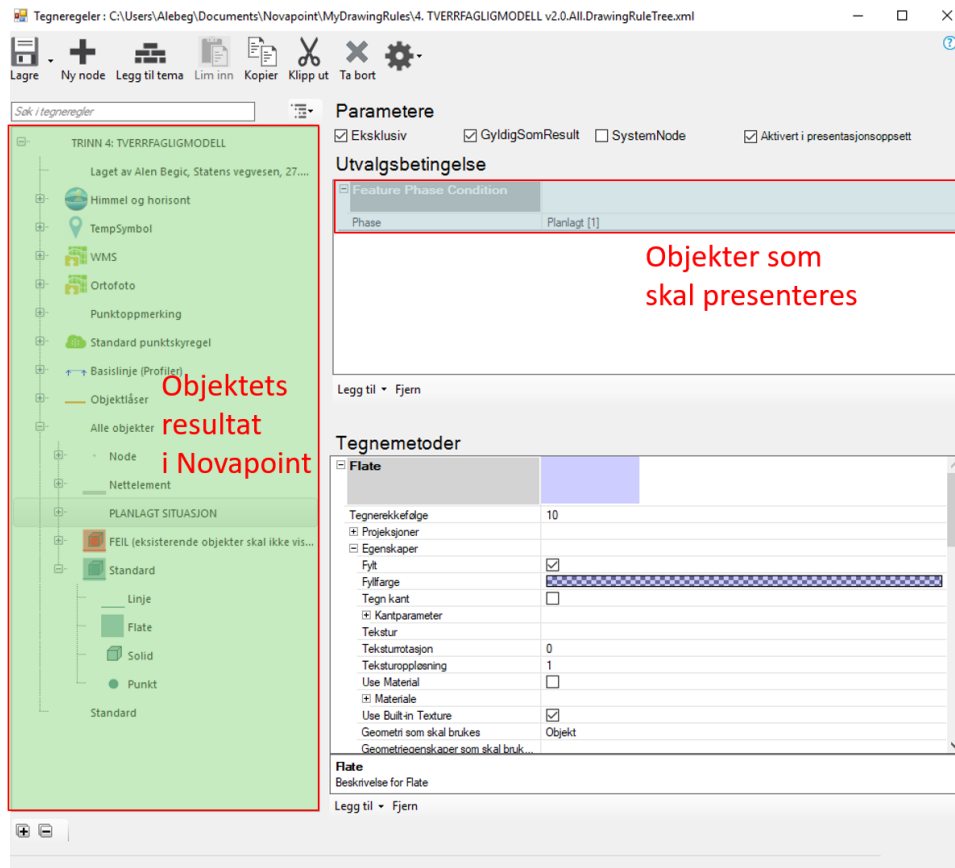 Tegneregler : C:\Users\Alebeg\Documents\Novapoint\MyDrawingRules\4. TVERRFAGLIGMODELL v2.0.All.DrawingRuleTree.xml
Lagre Ny node Legg til tema Lim inn Kopier Klipp ut Ta bort
Søk i tegneregler
TRINN 4: TVERRFAGLIGMODELL
Laget av Alen Begic, Statens vegvesen, 27....
Himmel og horisont
TempSymbol
WMS
Ortofoto
Punktoppmerking
Standard punktskyregel
Basislinje (Profiler)
Objektlåser
Alle objekter
Node
Nettelement
PLANLAGT SITUASJON
FEIL (eksisterende objekter skal ikke vis...
Standard
Linje
Flate
Solid
Punkt
Standard
Objektets
resultat
i Novapoint
Parametere
Eksklusiv GyldigSomResult SystemNode Aktivert i presentasjonsoppsett
Utvalgsbetingelse
Feature Phase Condition
Phase Planlagt [1]
Objekter som
skal presenteres
Legg til Fjern
Tegnemetoder
Flate
Tegnerekkefølge 10
Projeksjoner
Egenskaper
Fylt
Fyllfarge
Tegn kant
Kantparameter
Tekstur
Teksturrotasjon 0
Teksturoppløsning 1
Use Material
Materiale
Use Built-in Texture
Geometri som skal brukes Objekt
Geometriegenskaper som skal bruk...
Flate
Beskrivelse for Flate
Legg til Fjern